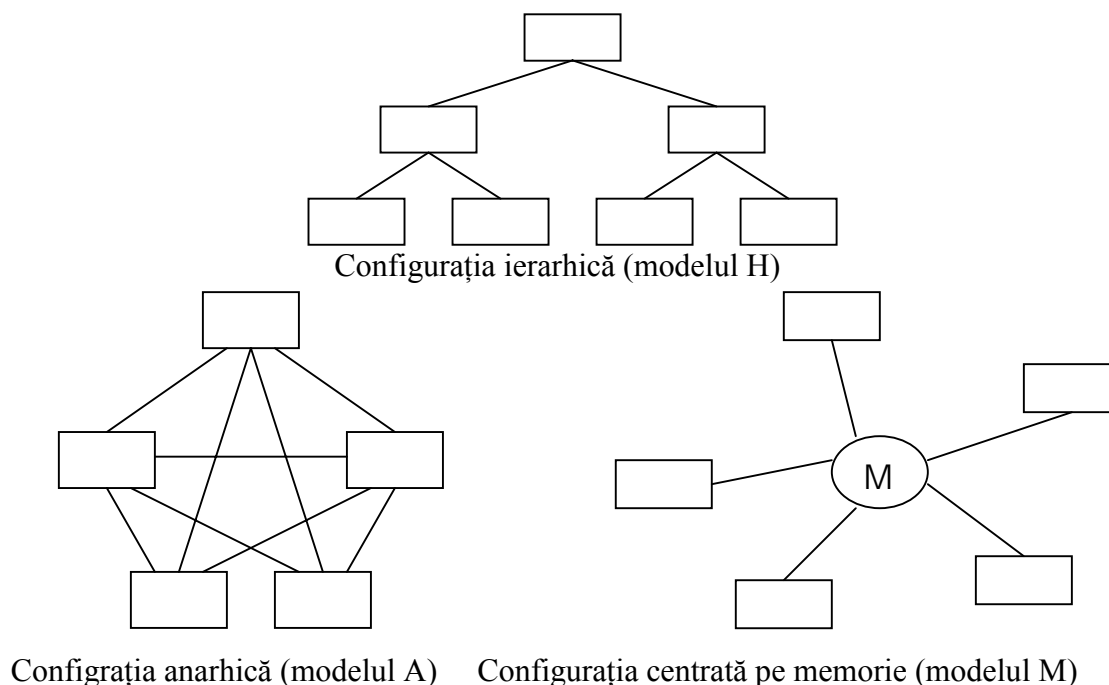 Configurația ierarhică (modelul H)
M
Configrația anarhică (modelul A)
Configurația centrată pe memorie (modelul M)